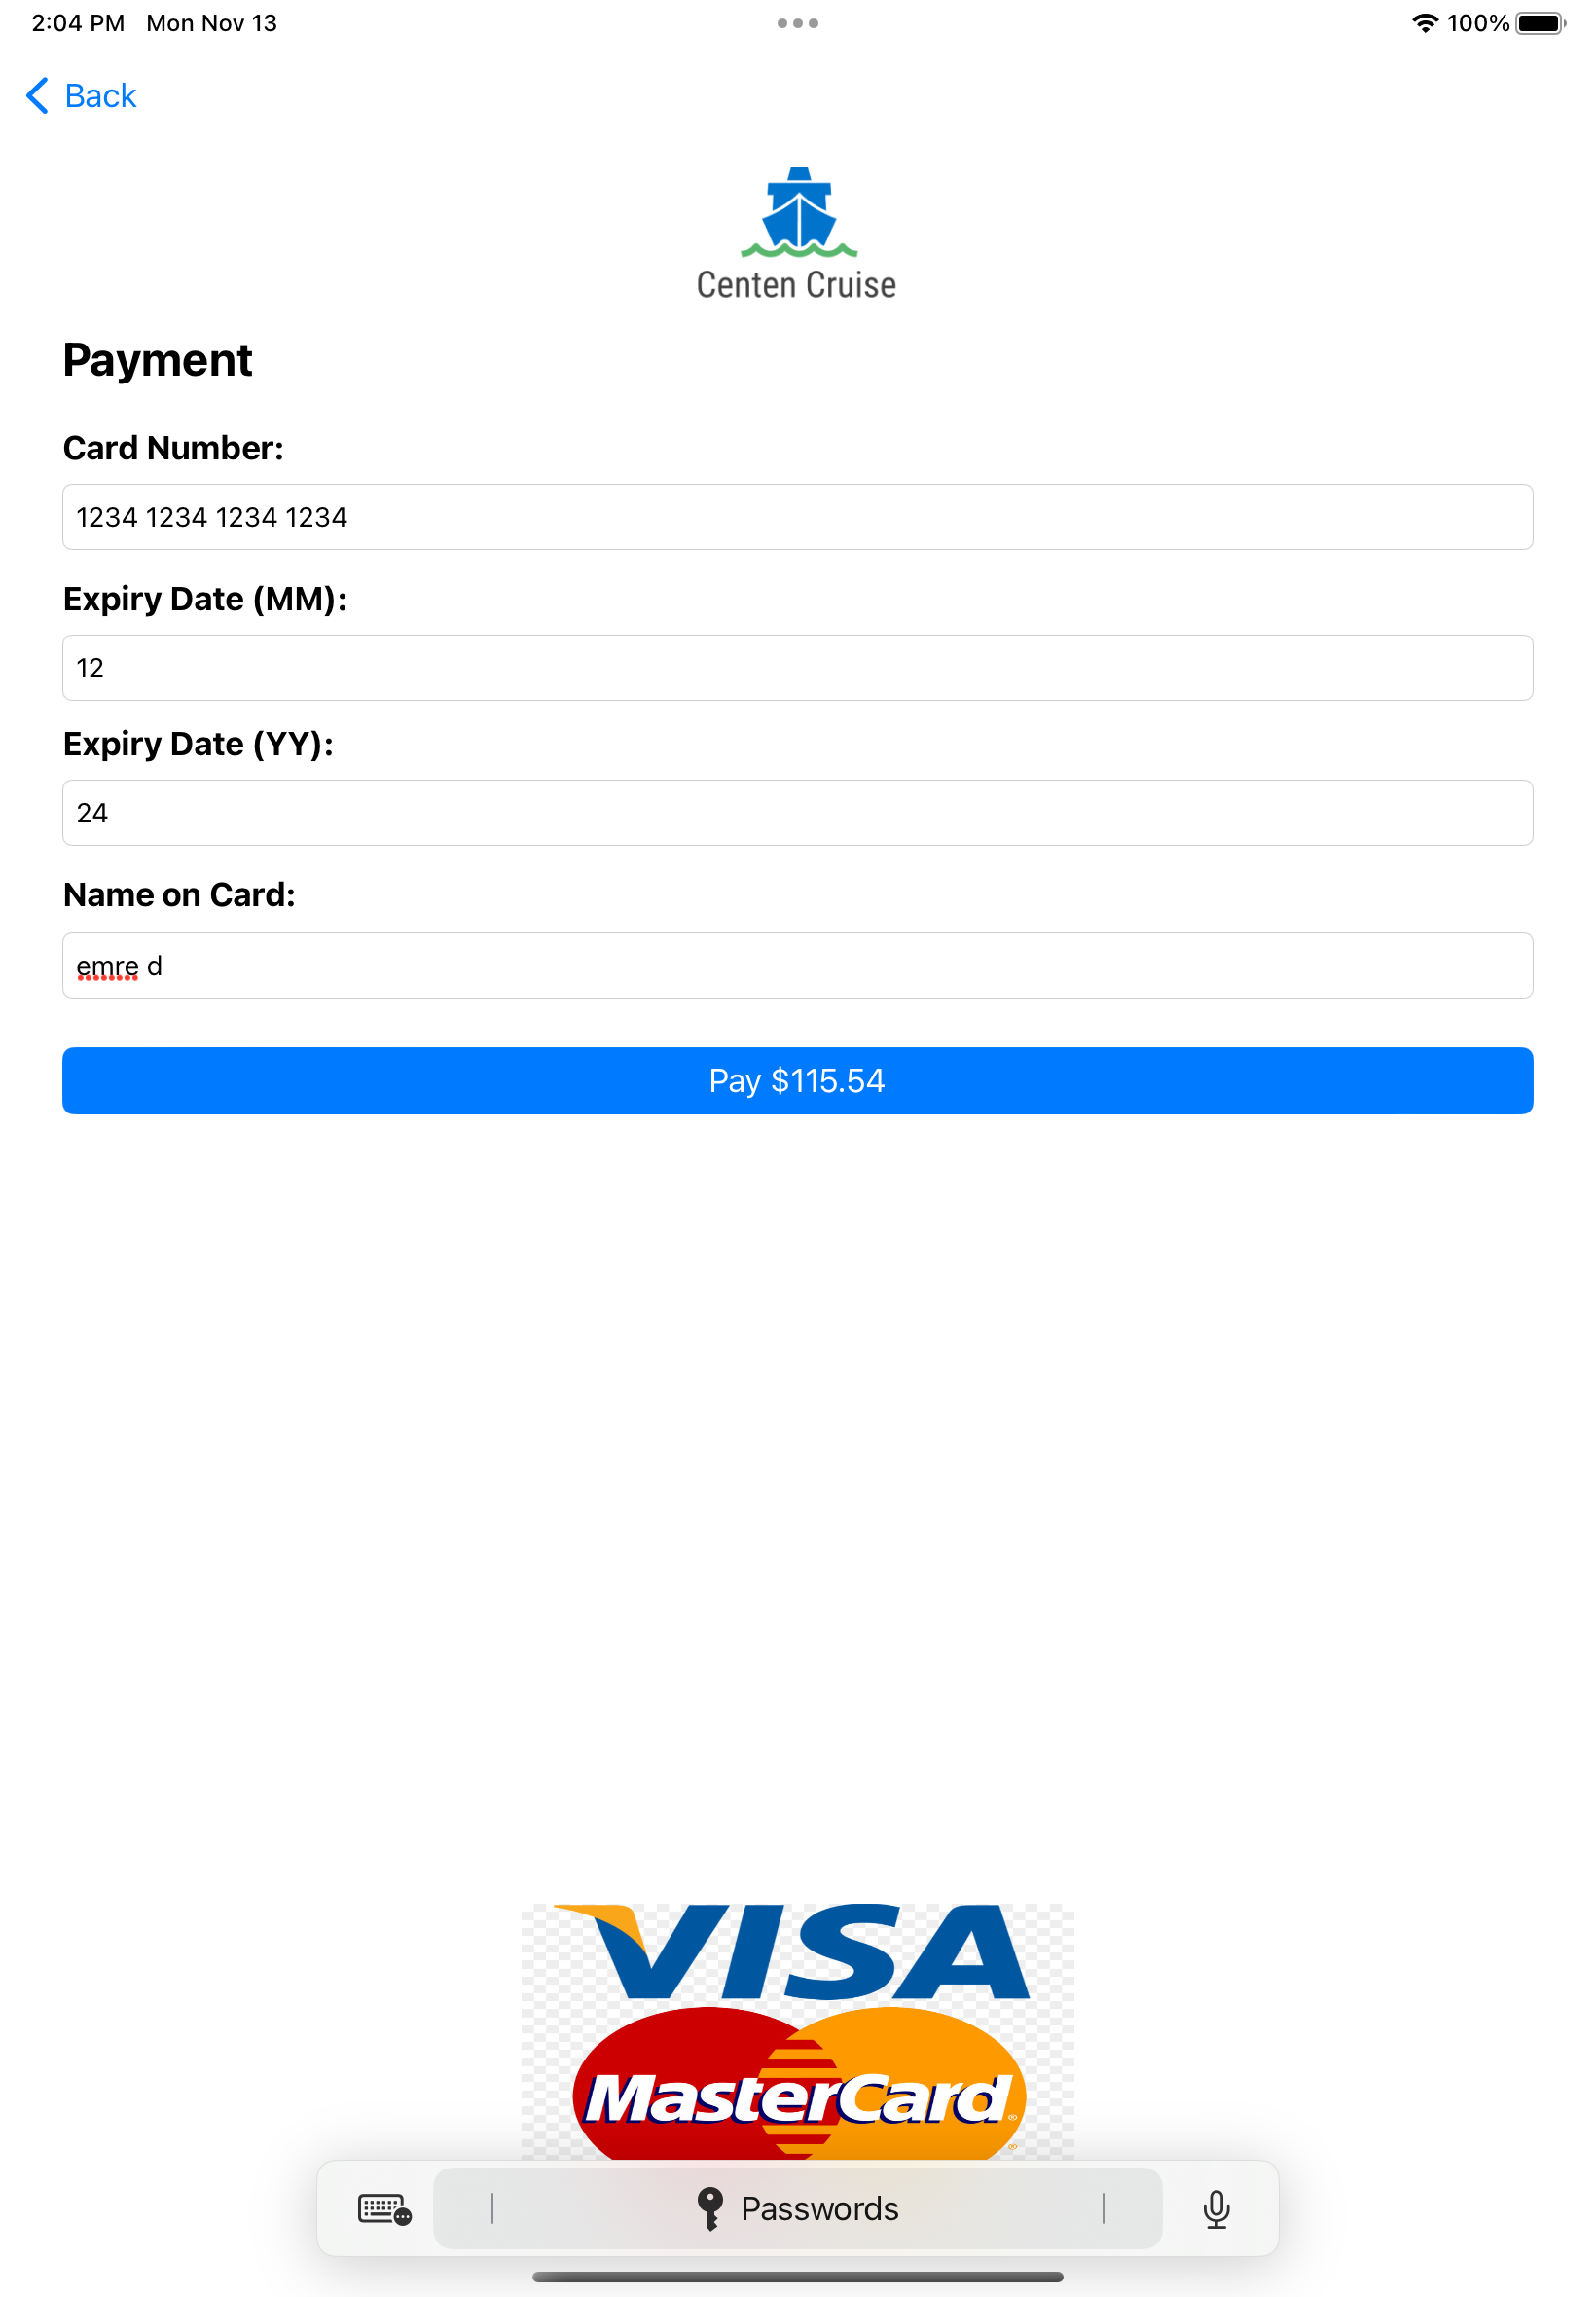 2:04 PM Mon Nov 13
100%
Back
Centen Cruise
Payment
Card Number:
1234 1234 1234 1234
Expiry Date (MM):
12
Expiry Date (YY):
24
Name on Card:
emre d
Pay $115.54
VISA
MasterCard ®
®
Passwords